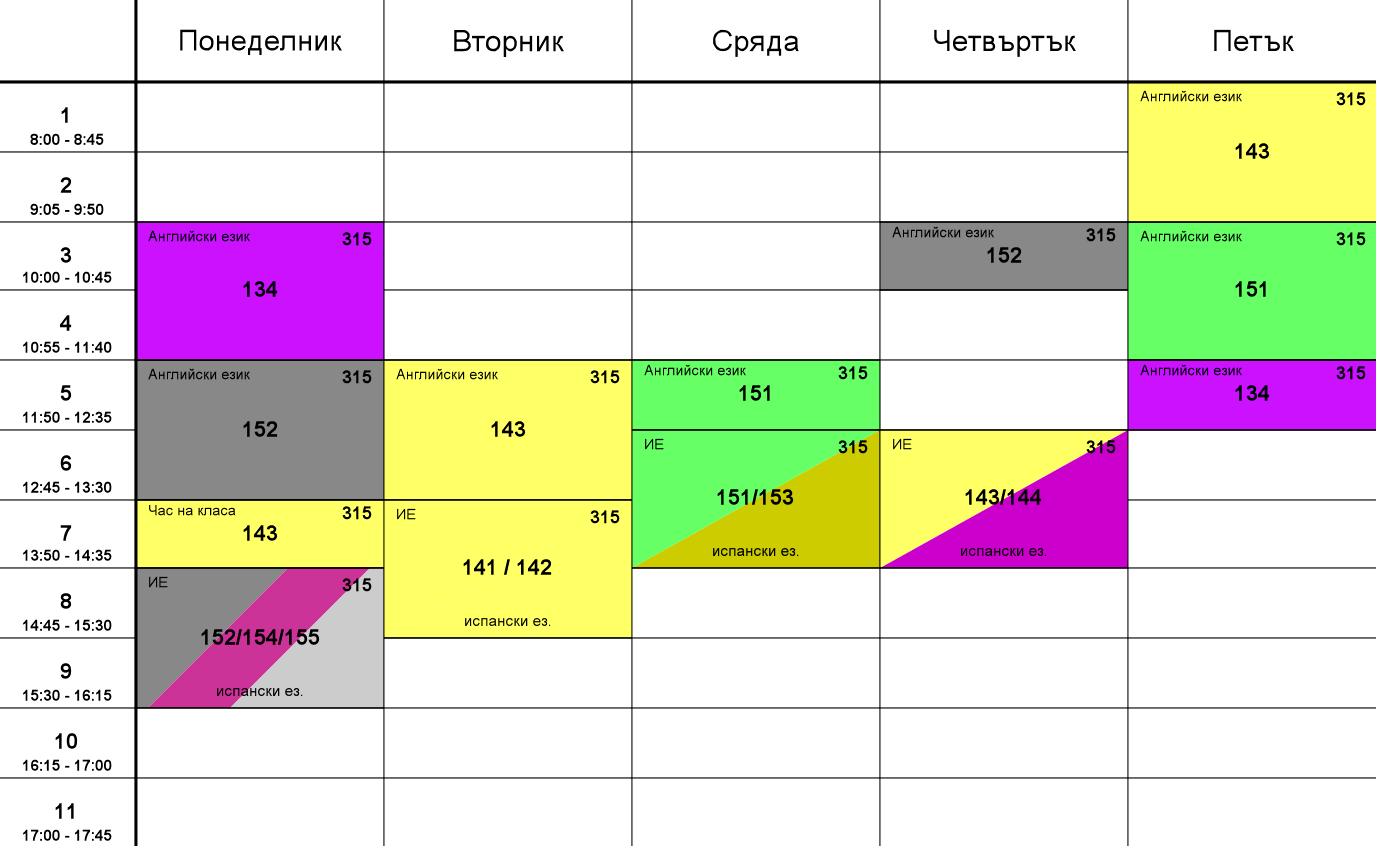 Понеделник Вторник Сряда Четвъртък Петък
1
8:00 - 8:45
Английски език 315
143
2
9:05 - 9:50
3
10:00 - 10:45
Английски език 315
134
Английски език 315
152
Английски език 315
151
4
10:55 - 11:40
5
11:50 - 12:35
Английски език 315
152
Английски език 315
143
Английски език 315
151
Английски език 315
134
6
12:45 - 13:30
ИЕ 315
151/153
испански ез.
ИЕ 315
143/144
испански ез.
7
13:50 - 14:35
Час на класа 315
143
ИЕ 315
141 / 142
испански ез.
8
14:45 - 15:30
ИЕ 315
152/154/155
испански ез.
9
15:30 - 16:15
10
16:15 - 17:00
11
17:00 - 17:45